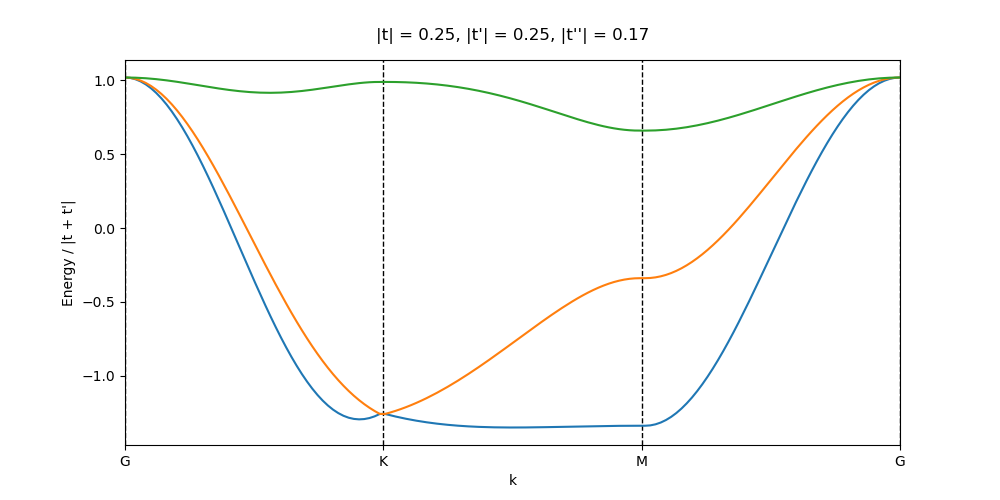 |t| = 0.25, |t'| = 0.25, |t''| = 0.17
Energy / |t + t'|
1.0
0.5
0.0
−0.5
−1.0
G K M G
k